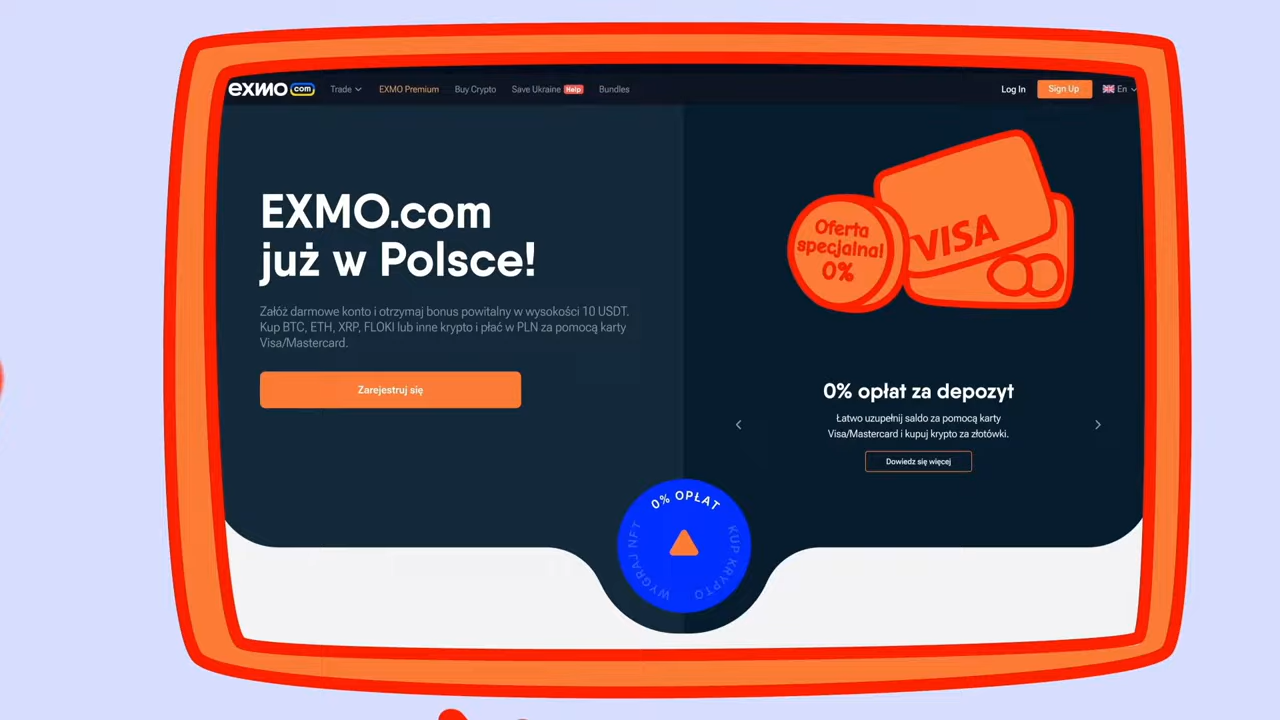 exmo com Trade EXMO Premium Buy Crypto Save Ukraine Help Bundles Log In Sign Up En
EXMO.com
już w Polsce!
Załóż darmowe konto i otrzymaj bonus powitalny w wysokości 10 USDT.
Kup BTC, ETH, XRP, FLOKI lub inne krypto i płać w PLN za pomocą karty
Visa/Mastercard.
Zarejestruj się
Oferta
specjalna!
0%
VISA
0% opłat za depozyt
Łatwo uzupełnij saldo za pomocą karty
Visa/Mastercard i kupuj krypto za złotówki.
Dowiedz się więcej
0% OPŁAT
KUP KRYPTO
WYGRAJ NFT